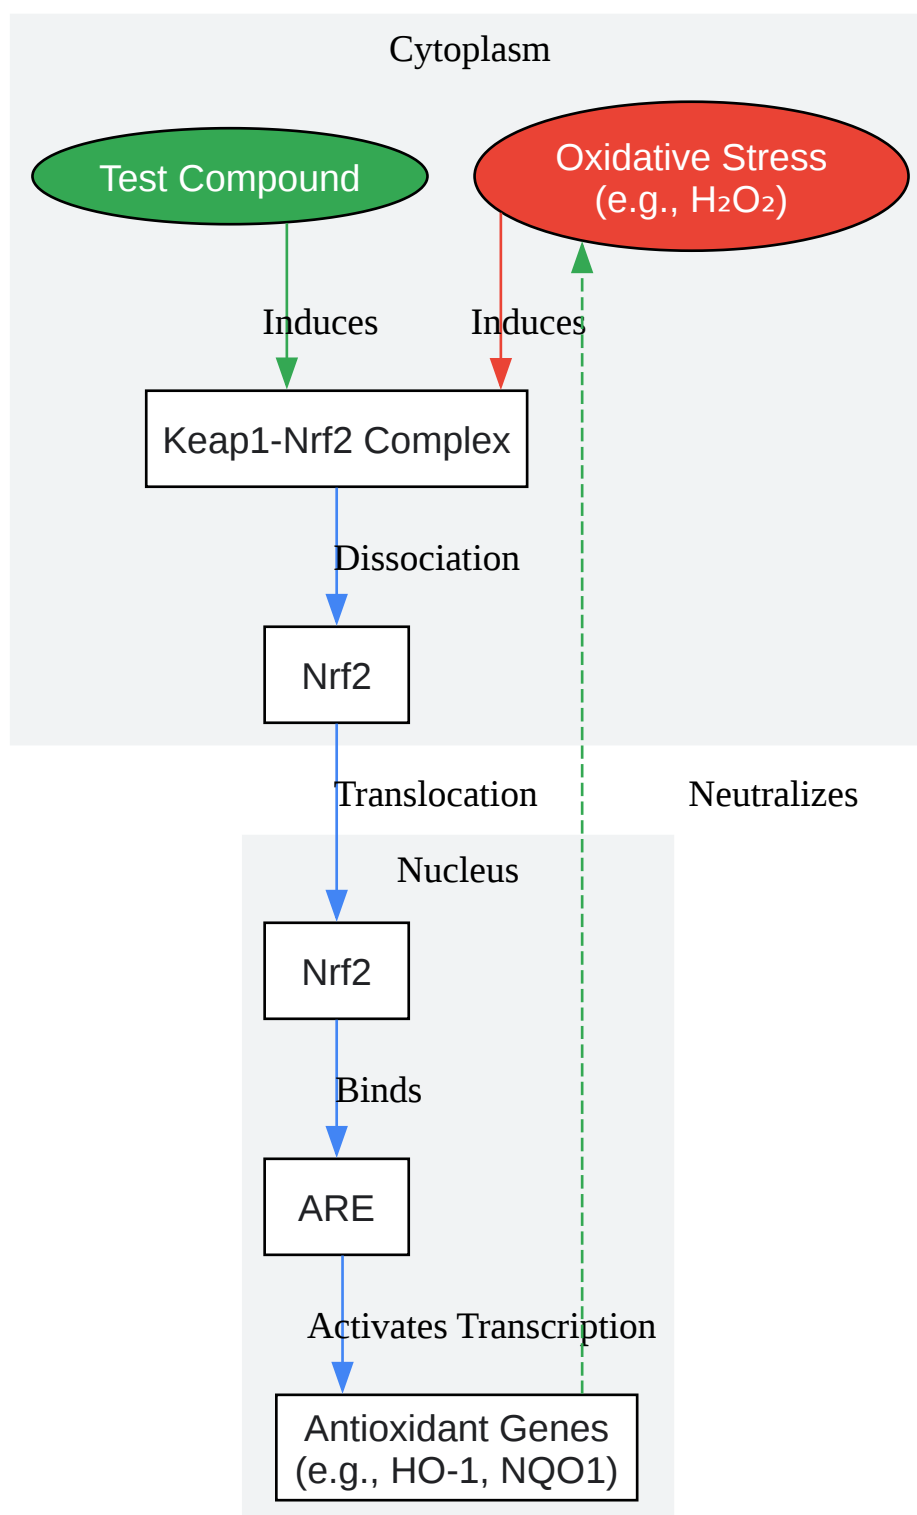 Cytoplasm
Test Compound
Oxidative Stress
(e.g., H₂O₂)
Induces
Induces
Keap1-Nrf2 Complex
Dissociation
Nrf2
Translocation
Neutralizes
Nucleus
Nrf2
Binds
ARE
Activates Transcription
Antioxidant Genes
(e.g., HO-1, NQO1)